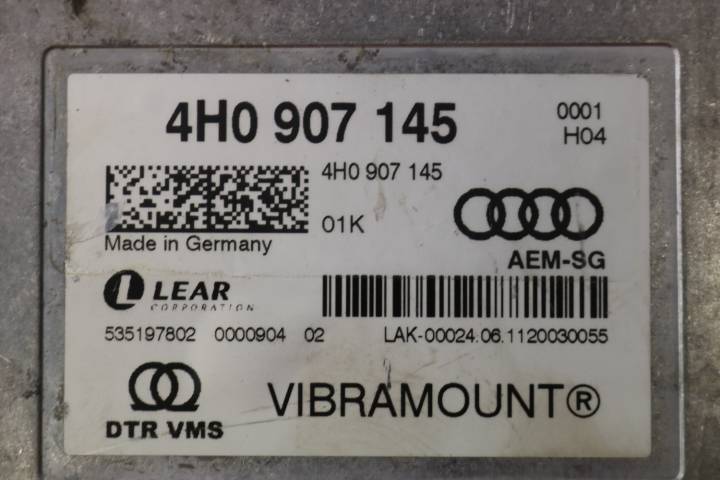 4H0 907 145
0001
H04
4H0 907 145
01K
Made in Germany
AEM-SG
LEAR
CORPORATION
535197802 0000904 02
LAK-00024.06.1120030055
DTR VMS
VIBRAMOUNT®